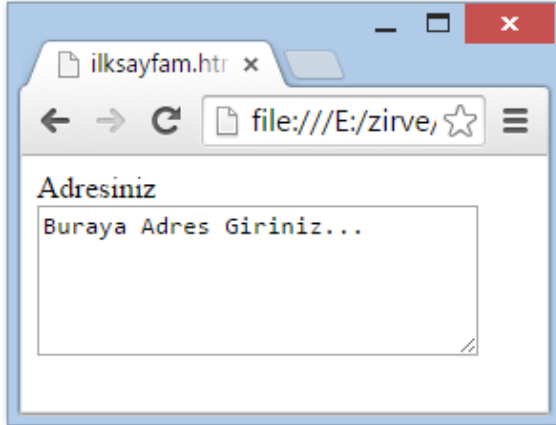 ilksayfam.htr
file:///E:/zirve/
Adresiniz
Buraya Adres Giriniz...